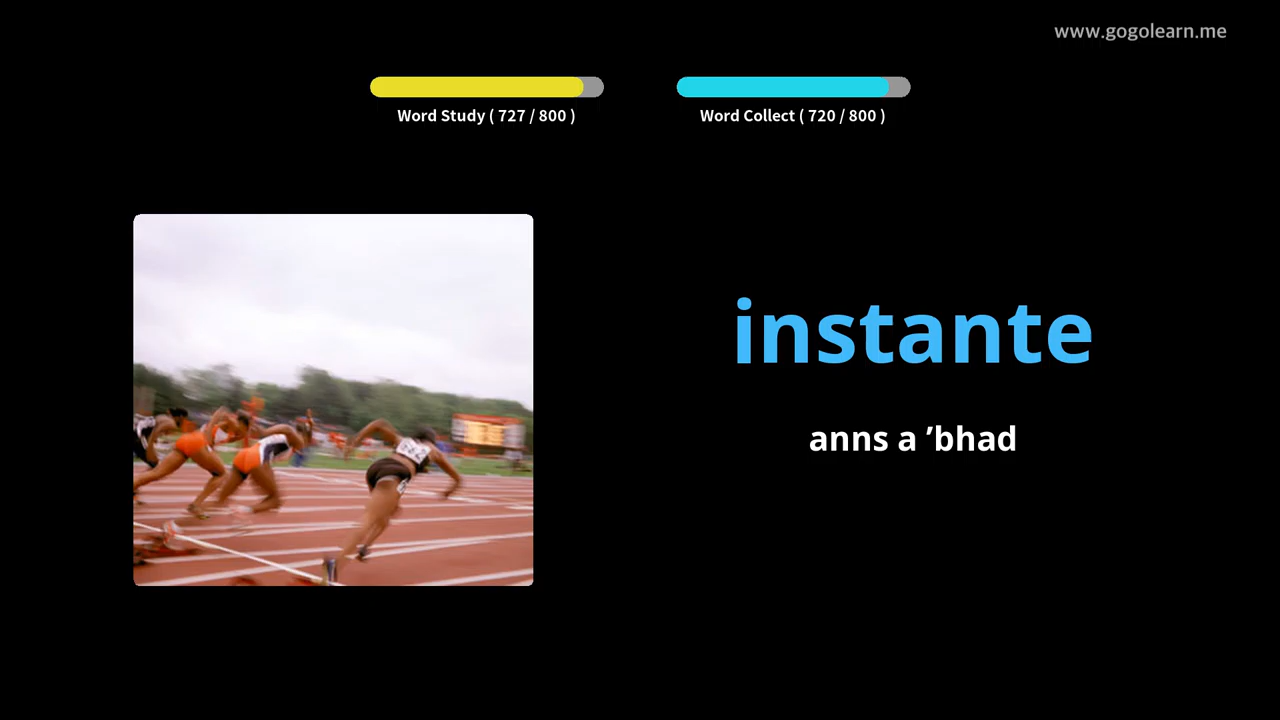 www.gogolearn.me
Word Study ( 727 / 800 )
Word Collect ( 720 / 800 )
instante
anns a ’bhad